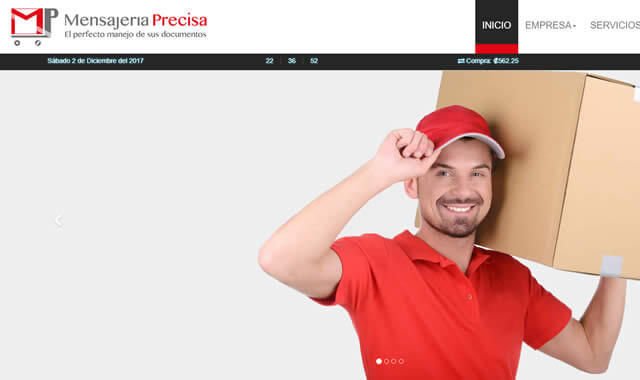 MP Mensajeria Precisa
El perfecto manejo de sus documentos
INICIO EMPRESA SERVICIOS
Sábado 2 de Diciembre del 2017 22 36 52 Compra: ₡562.25